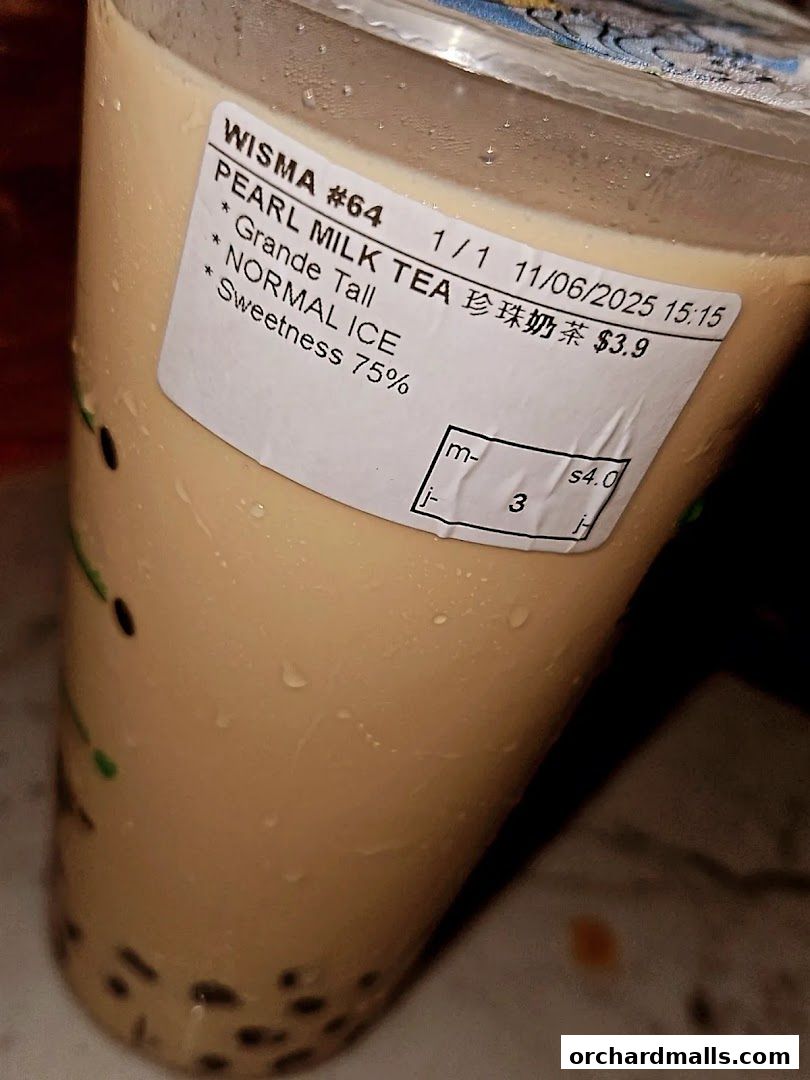 WISMA #64 1 / 1 11/06/2025 15:15
PEARL MILK TEA 珍珠奶茶 $3.9
* Grande Tall
* NORMAL ICE
* Sweetness 75%
m- s4.0
3
j- j-
orchardmalls.com